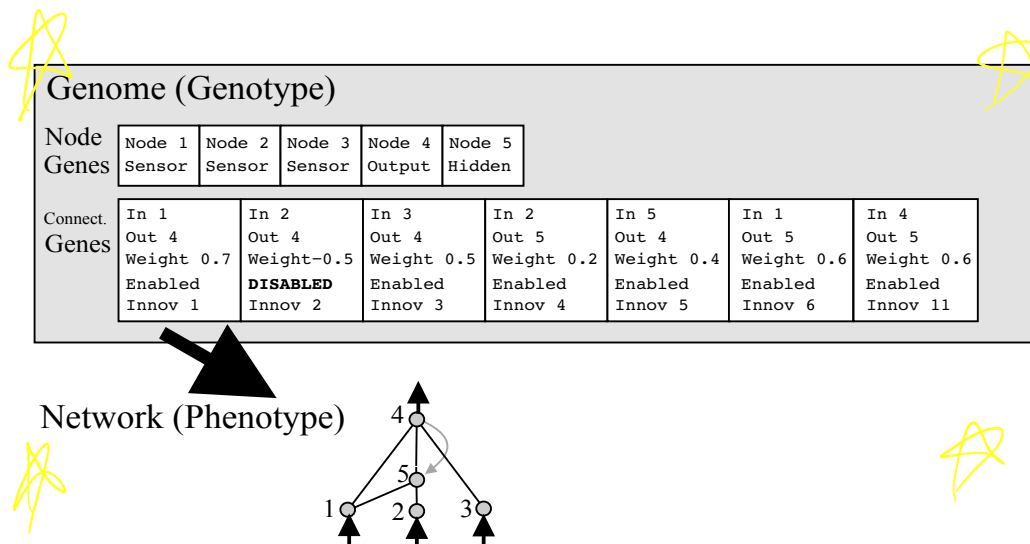 Genome (Genotype)
Node Genes
Node 1 Node 2 Node 3 Node 4 Node 5
Sensor Sensor Sensor Output Hidden
Connect. Genes
In 1 In 2 In 3 In 2 In 5 In 1 In 4
Out 4 Out 4 Out 4 Out 5 Out 4 Out 5 Out 5
Weight 0.7 Weight-0.5 Weight 0.5 Weight 0.2 Weight 0.4 Weight 0.6 Weight 0.6
Enabled DISABLED Enabled Enabled Enabled Enabled Enabled
Innov 1 Innov 2 Innov 3 Innov 4 Innov 5 Innov 6 Innov 11
Network (Phenotype)
4
5
1 2 3